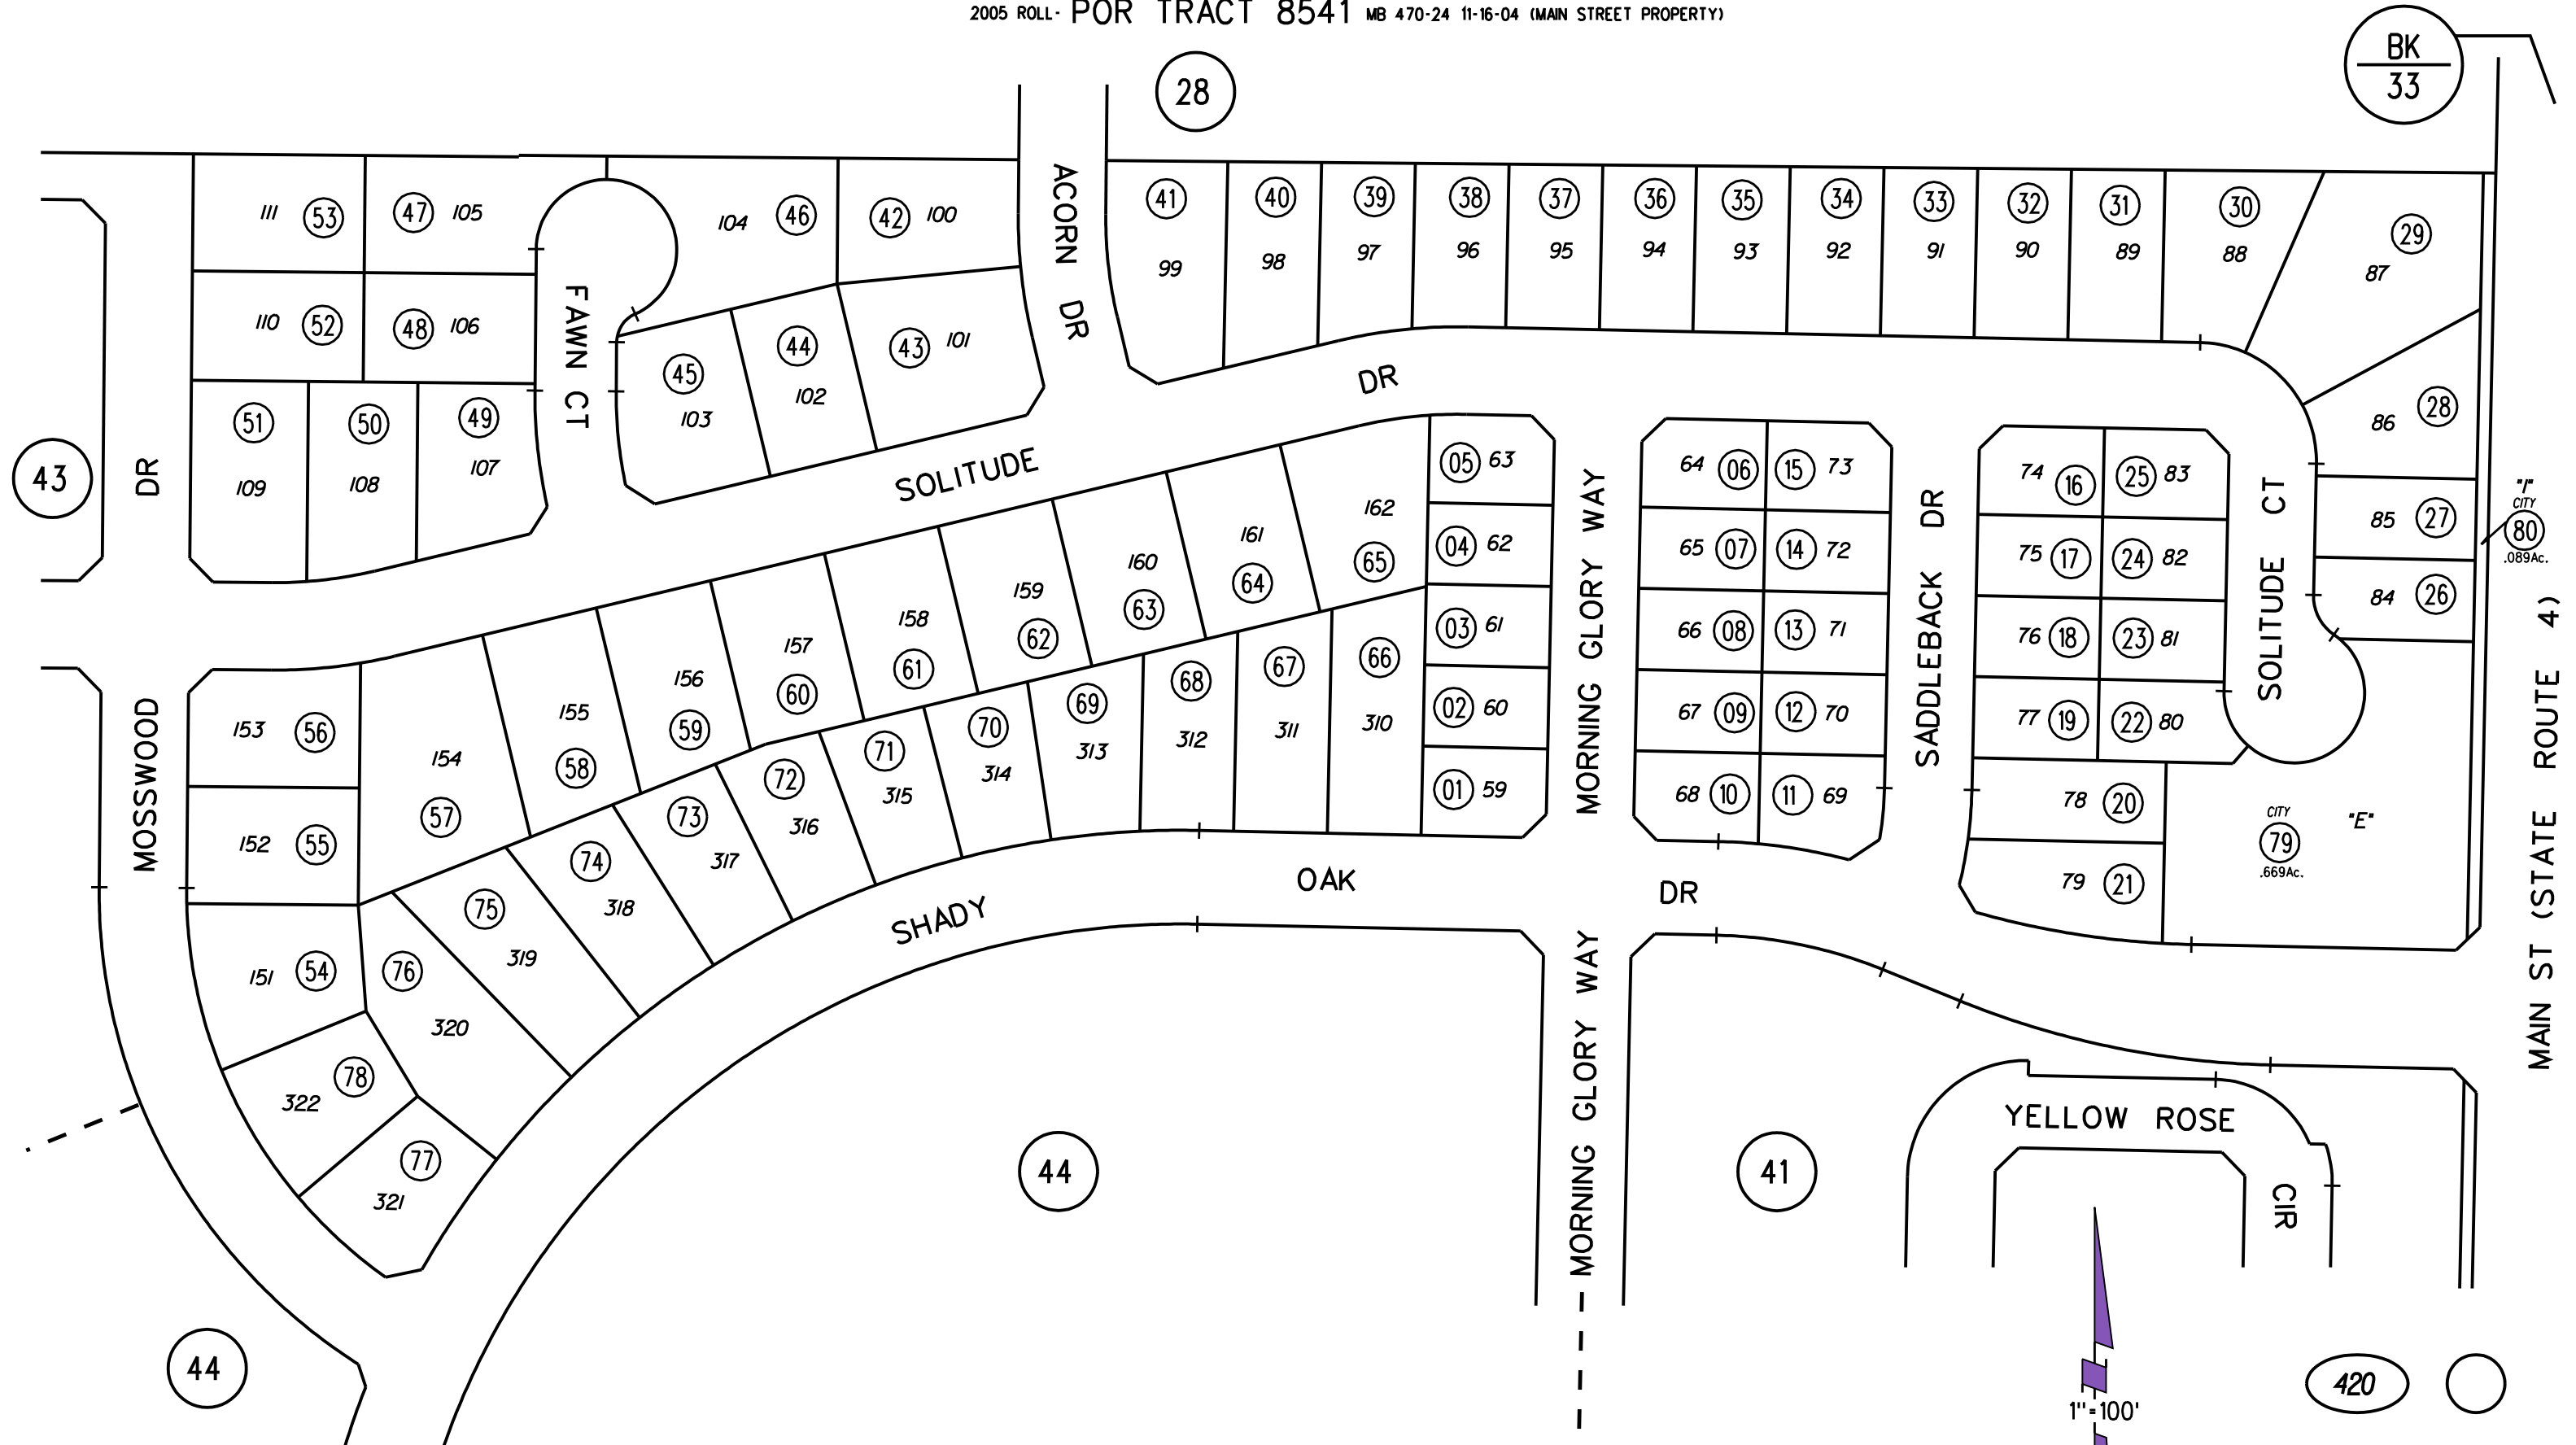 2005 ROLL- POR TRACT 8541 MB 470-24 11-16-04 (MAIN STREET PROPERTY)
28
BK
33
111 53 47 105
104 46 42 100
ACORN DR
41 40 39 38 37 36 35 34 33 32 31 30 29
99 98 97 96 95 94 93 92 91 90 89 88 87
110 52 48 106
FAWN CT
45 44 43 101
103 102
DR
51 50 49
109 108 107
43
DR
SOLITUDE
86 28
85 27
84 26
"I"
CITY
80
.089Ac.
162
65
161
64
160
63
159
62
158
61
157
60
156
59
155
58
154
57
05 63
04 62
03 61
02 60
01 59
MORNING GLORY WAY
64 06 15 73
65 07 14 72
66 08 13 71
67 09 12 70
68 10 11 69
SADDLEBACK DR
74 16 25 83
75 17 24 82
76 18 23 81
77 19 22 80
78 20
79 21
SOLITUDE CT
CITY
79
.669Ac.
"E"
MAIN ST (STATE ROUTE 4)
MOSSWOOD
153 56
152 55
151 54
66
310
67
311
68
312
69
313
70
314
71
315
72
316
73
317
74
318
75
319
76
320
78
322
77
321
SHADY OAK DR
MORNING GLORY WAY
YELLOW ROSE
CIR
44
41
44
1"=100'
420